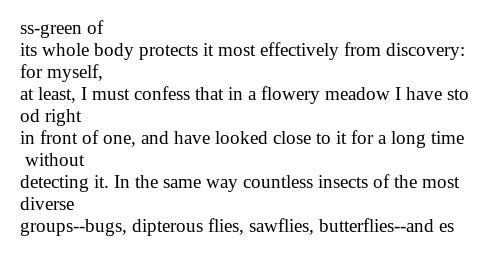 ss-green of
its whole body protects it most effectively from discovery:
for myself,
at least, I must confess that in a flowery meadow I have sto
od right
in front of one, and have looked close to it for a long time
 without
detecting it. In the same way countless insects of the most
diverse
groups--bugs, dipterous flies, sawflies, butterflies--and es